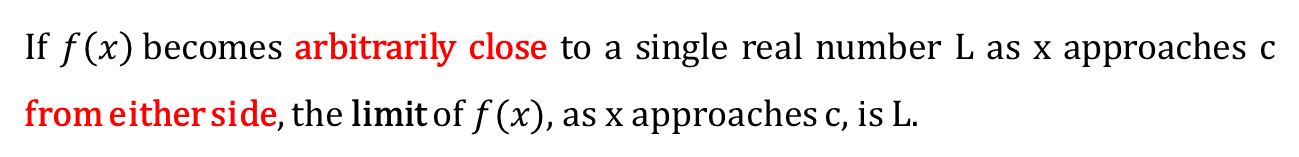 If f(x) becomes arbitrarily close to a single real number L as x approaches c
from either side, the limit of f(x), as x approaches c, is L.